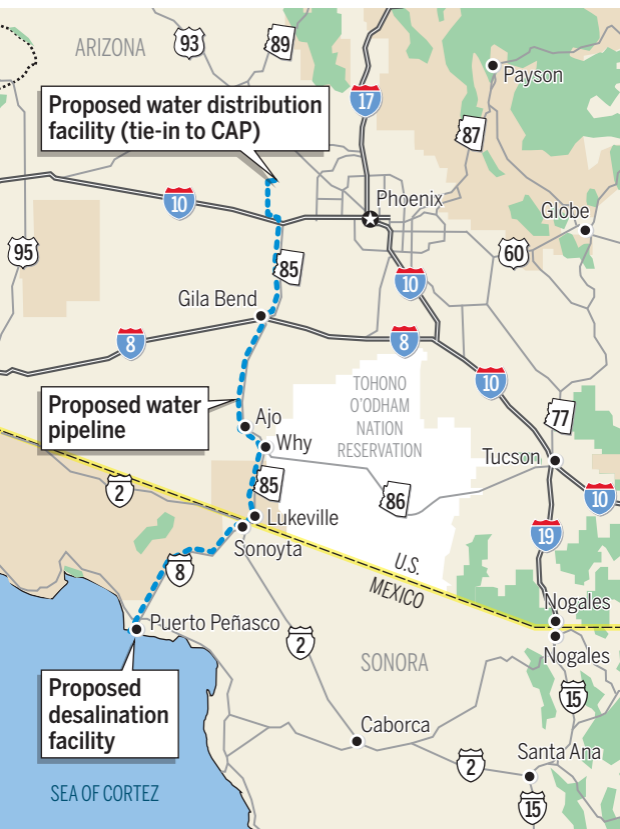 ARIZONA
93
89
Payson
Proposed water distribution
facility (tie-in to CAP)
17
87
10
Phoenix
Globe
95
85
60
10
Gila Bend
8
8
10
TOHONO
O'ODHAM
NATION
RESERVATION
Proposed water
pipeline
Ajo
Why
77
Tucson
2
85
86
10
Lukeville
19
Sonoyta
U.S.
MEXICO
8
Nogales
Puerto Peñasco
2
Nogales
SONORA
Proposed
desalination
facility
15
Caborca
2
Santa Ana
SEA OF CORTEZ
15